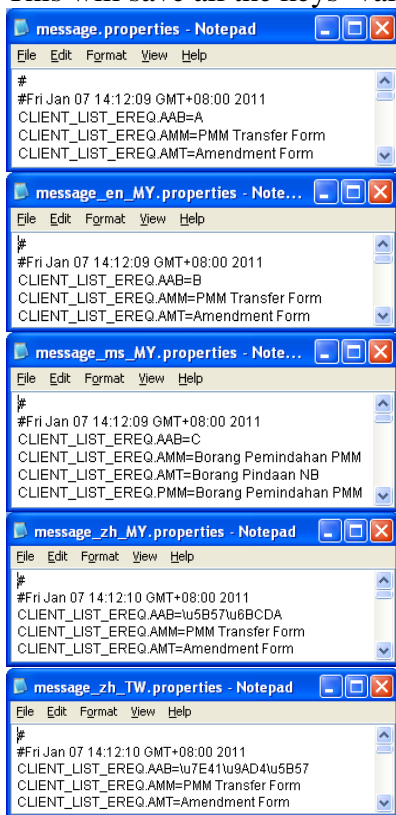 message.properties - Notepad
File Edit Format View Help
#
#Fri Jan 07 14:12:09 GMT+08:00 2011
CLIENT_LIST_EREQ.AAB=A
CLIENT_LIST_EREQ.AMM=PMM Transfer Form
CLIENT_LIST_EREQ.AMT=Amendment Form
message_en_MY.properties - Note...
File Edit Format View Help
#
#Fri Jan 07 14:12:09 GMT+08:00 2011
CLIENT_LIST_EREQ.AAB=B
CLIENT_LIST_EREQ.AMM=PMM Transfer Form
CLIENT_LIST_EREQ.AMT=Amendment Form
message_ms_MY.properties - Note...
File Edit Format View Help
#
#Fri Jan 07 14:12:09 GMT+08:00 2011
CLIENT_LIST_EREQ.AAB=C
CLIENT_LIST_EREQ.AMM=Borang Pemindahan PMM
CLIENT_LIST_EREQ.AMT=Borang Pindaan NB
CLIENT_LIST_EREQ.PMM=Borang Pemindahan PMM
message_zh_MY.properties - Notepad
File Edit Format View Help
#
#Fri Jan 07 14:12:10 GMT+08:00 2011
CLIENT_LIST_EREQ.AAB=\u5B57\u6BCDA
CLIENT_LIST_EREQ.AMM=PMM Transfer Form
CLIENT_LIST_EREQ.AMT=Amendment Form
message_zh_TW.properties - Notepad
File Edit Format View Help
#
#Fri Jan 07 14:12:10 GMT+08:00 2011
CLIENT_LIST_EREQ.AAB=\u7E41\u9AD4\u5B57
CLIENT_LIST_EREQ.AMM=PMM Transfer Form
CLIENT_LIST_EREQ.AMT=Amendment Form